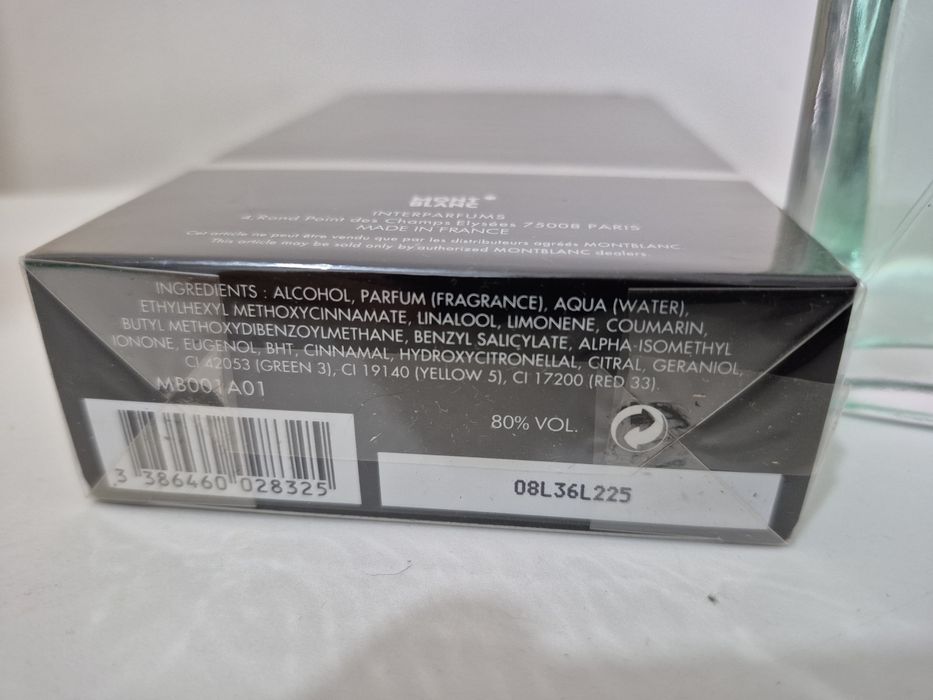 MONT
BLANC
INTERPARFUMS
4, Rond Point des Champs Elysées 75008 PARIS
MADE IN FRANCE
Cet article ne peut être vendu que par les distributeurs agréés MONTBLANC.
This article may be sold only by authorized MONTBLANC dealers.
INGREDIENTS : ALCOHOL, PARFUM (FRAGRANCE), AQUA (WATER),
ETHYLHEXYL METHOXYCINNAMATE, LINALOOL, LIMONENE, COUMARIN,
BUTYL METHOXYDIBENZOYLMETHANE, BENZYL SALICYLATE, ALPHA-ISOMETHYL
IONONE, EUGENOL, BHT, CINNAMAL, HYDROXYCITRONELLAL, CITRAL, GERANIOL,
CI 42053 (GREEN 3), CI 19140 (YELLOW 5), CI 17200 (RED 33).
MB001A01
80% VOL.
3 386460 028325
08L36L225